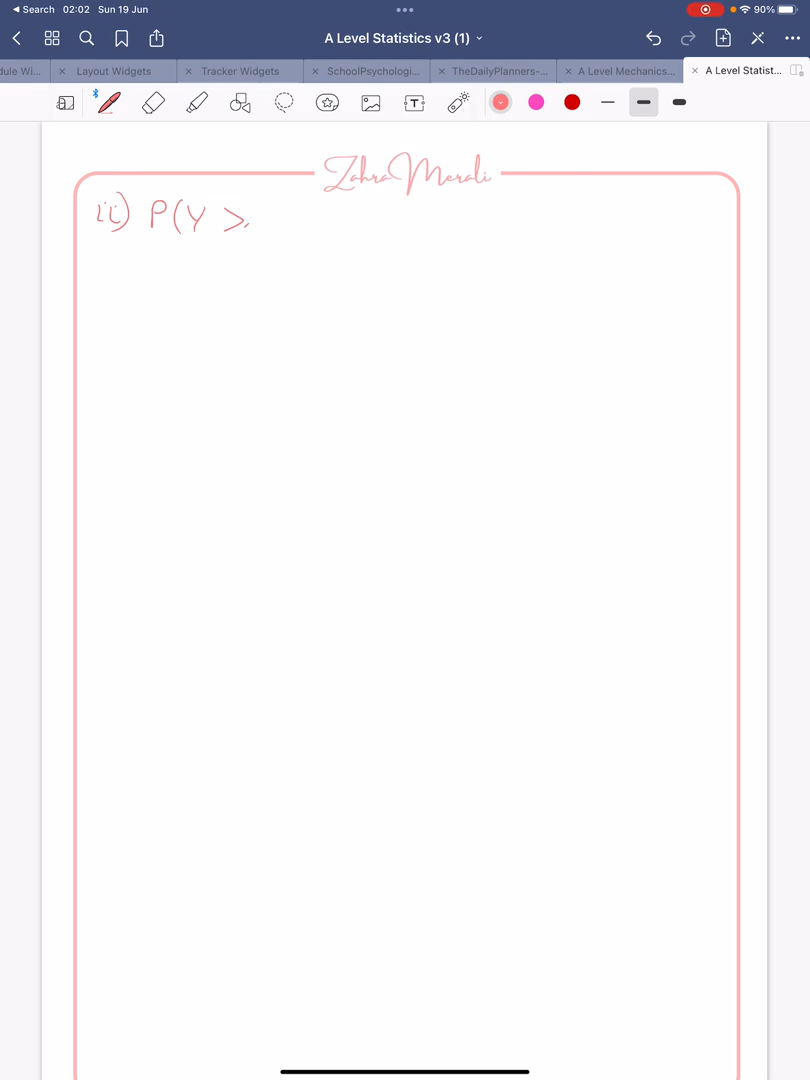 Search 02:02 Sun 19 Jun 90%
A Level Statistics v3 (1)
dule Wi... Layout Widgets Tracker Widgets SchoolPsychologi... TheDailyPlanners-... A Level Mechanics... A Level Statist...
T
Zahra Merali
ii) P(Y >